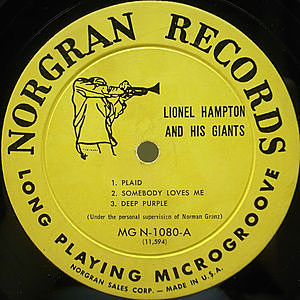 NORGRAN RECORDS
LIONEL HAMPTON
AND HIS GIANTS
1. PLAID
2. SOMEBODY LOVES ME
3. DEEP PURPLE
(Under the personal supervision of Norman Granz)
MG N-1080-A
(11,594)
LONG PLAYING MICROGROOVE
NORGRAN SALES CORP. — MADE IN U.S.A.